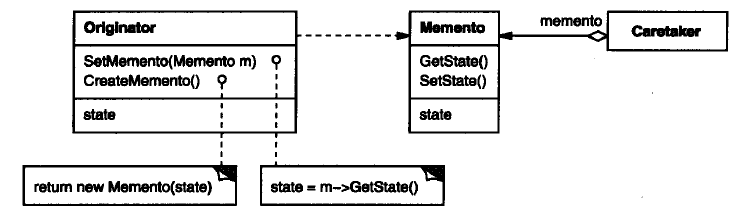 Originator
SetMemento(Memento m)
CreateMemento()
state
Memento
GetState()
SetState()
state
memento
Caretaker
return new Memento(state)
state = m->GetState()